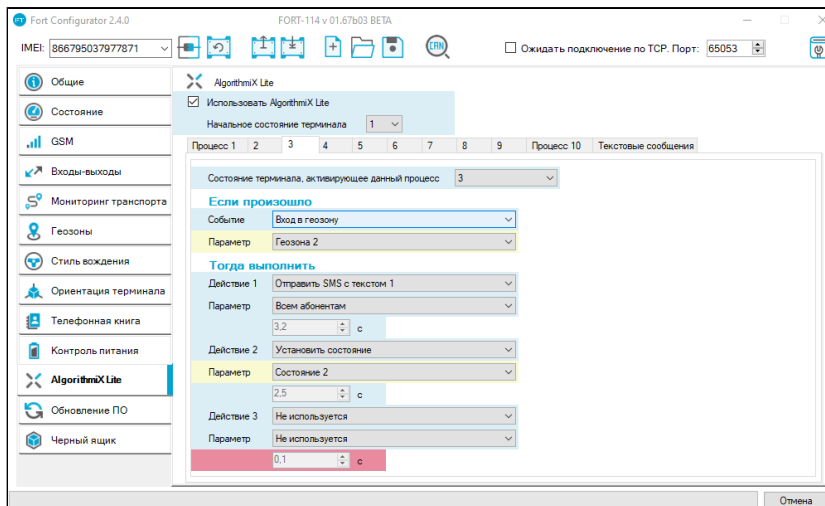 Fort Configurator 2.4.0 FORT-114 v 01.67b03 BETA
IMEI: 866795037977871 CAN Ожидать подключение по TCP. Порт: 65053
Общие
Состояние
GSM
Входы-выходы
Мониторинг транспорта
Геозоны
Стиль вождения
Ориентация терминала
Телефонная книга
Контроль питания
AlgorithmiX Lite
Обновление ПО
Черный ящик
AlgorithmiX Lite
Использовать AlgorithmiX Lite
Начальное состояние терминала 1
Процесс 1 2 3 4 5 6 7 8 9 Процесс 10 Текстовые сообщения
Состояние терминала, активирующее данный процесс 3
Если произошло
Событие Вход в геозону
Параметр Геозона 2
Тогда выполнить
Действие 1 Отправить SMS с текстом 1
Параметр Всем абонентам
3,2 с
Действие 2 Установить состояние
Параметр Состояние 2
2,5 с
Действие 3 Не используется
Параметр Не используется
0,1 с
Отмена